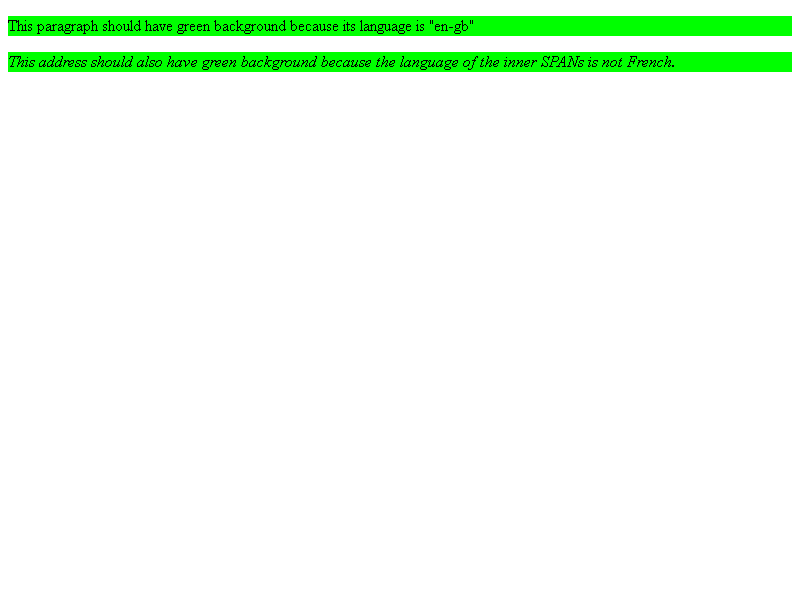 This paragraph should have green background because its language is "en-gb"
This address should also have green background because the language of the inner SPANs is not French.